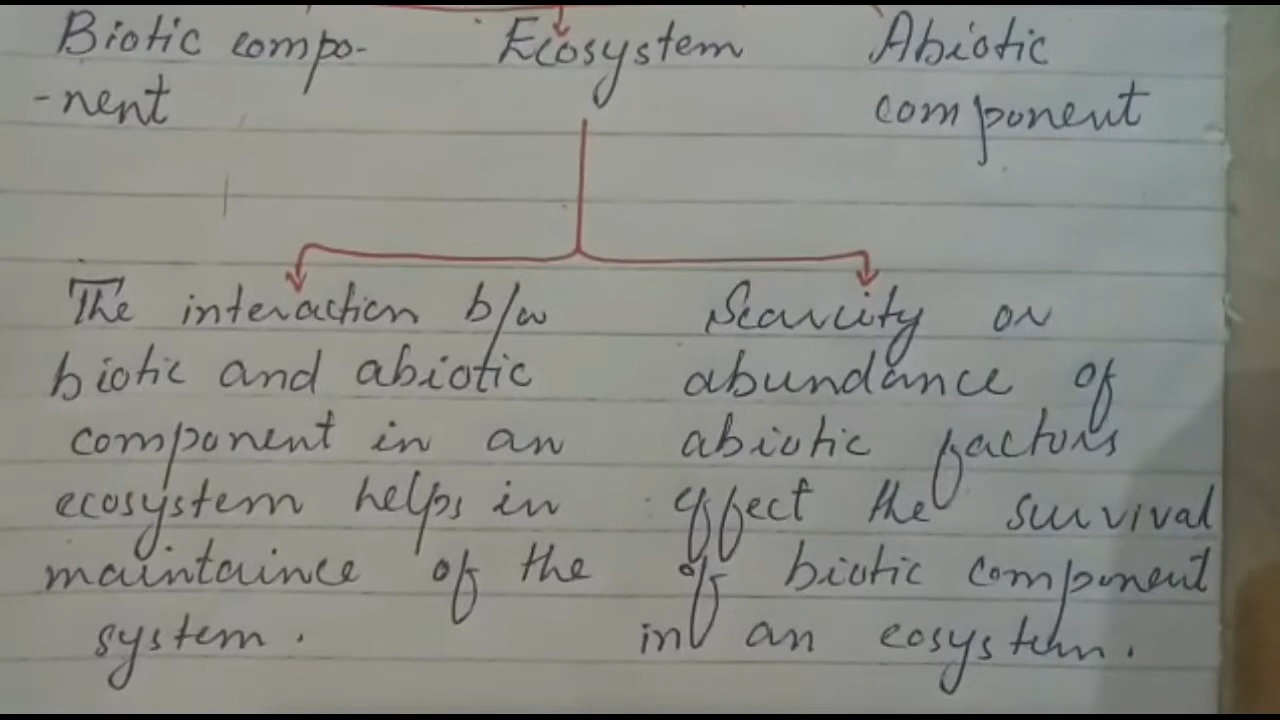 Biotic compo- Ecosystem Abiotic
-nent component
The interaction b/w
biotic and abiotic
component in an
ecosystem helps in
maintaince of the
system.
Scarcity or
abundance of
abiotic factors
effect the survival
of biotic component
in an eosystem.